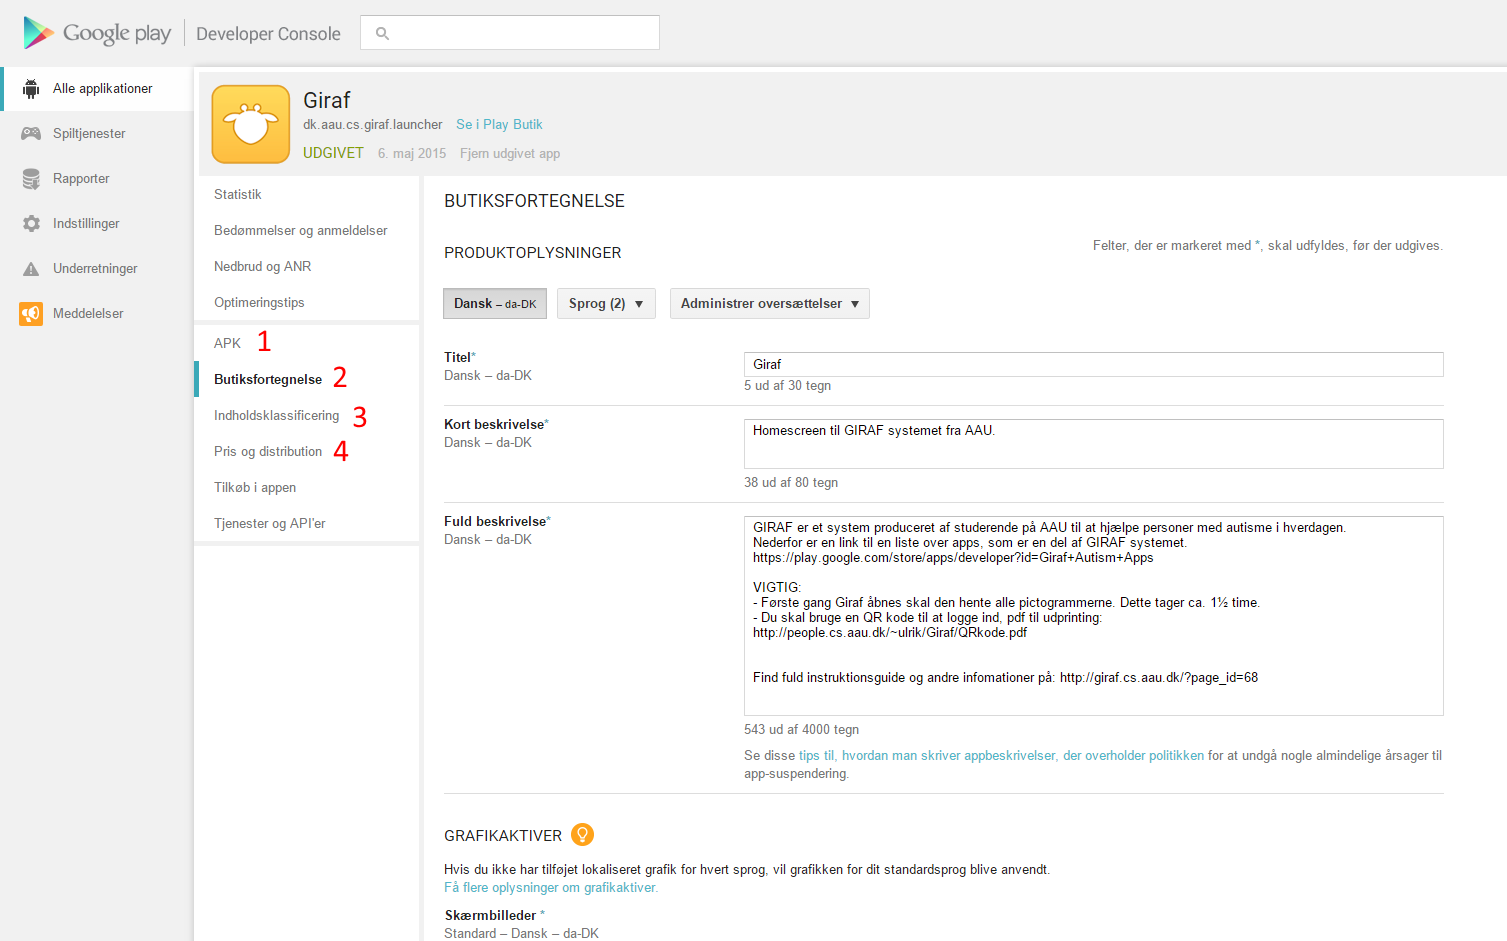 Google play Developer Console
Alle applikationer
Spiltjenester
Rapporter
Indstillinger
Underretninger
Meddelelser
Giraf
dk.aau.cs.giraf.launcher Se i Play Butik
UDGIVET 6. maj 2015 Fjern udgivet app
Statistik
Bedømmelser og anmeldelser
Nedbrud og ANR
Optimeringstips
APK 1
Butiksfortegnelse 2
Indholdsklassificering 3
Pris og distribution 4
Tilkøb i appen
Tjenester og API'er
BUTIKSFORTEGNELSE
PRODUKTOPLYSNINGER
Felter, der er markeret med *, skal udfyldes, før der udgives.
Dansk – da-DK Sprog (2) Administrer oversættelser
Titel*
Dansk – da-DK
Giraf
5 ud af 30 tegn
Kort beskrivelse*
Dansk – da-DK
Homescreen til GIRAF systemet fra AAU.
38 ud af 80 tegn
Fuld beskrivelse*
Dansk – da-DK
GIRAF er et system produceret af studerende på AAU til at hjælpe personer med autisme i hverdagen.
Nederfor er en link til en liste over apps, som er en del af GIRAF systemet.
https://play.google.com/store/apps/developer?id=Giraf+Autism+Apps
VIGTIG:
- Første gang Giraf åbnes skal den hente alle pictogrammerne. Dette tager ca. 1½ time.
- Du skal bruge en QR kode til at logge ind, pdf til udprinting:
http://people.cs.aau.dk/~ulrik/Giraf/QRkode.pdf
Find fuld instruktionsguide og andre infomationer på: http://giraf.cs.aau.dk/?page_id=68
543 ud af 4000 tegn
Se disse tips til, hvordan man skriver appbeskrivelser, der overholder politikken for at undgå nogle almindelige årsager til
app-suspendering.
GRAFIKAKTIVER
Hvis du ikke har tilføjet lokaliseret grafik for hvert sprog, vil grafikken for dit standardsprog blive anvendt.
Få flere oplysninger om grafikaktiver.
Skærmbilleder *
Standard – Dansk – da-DK